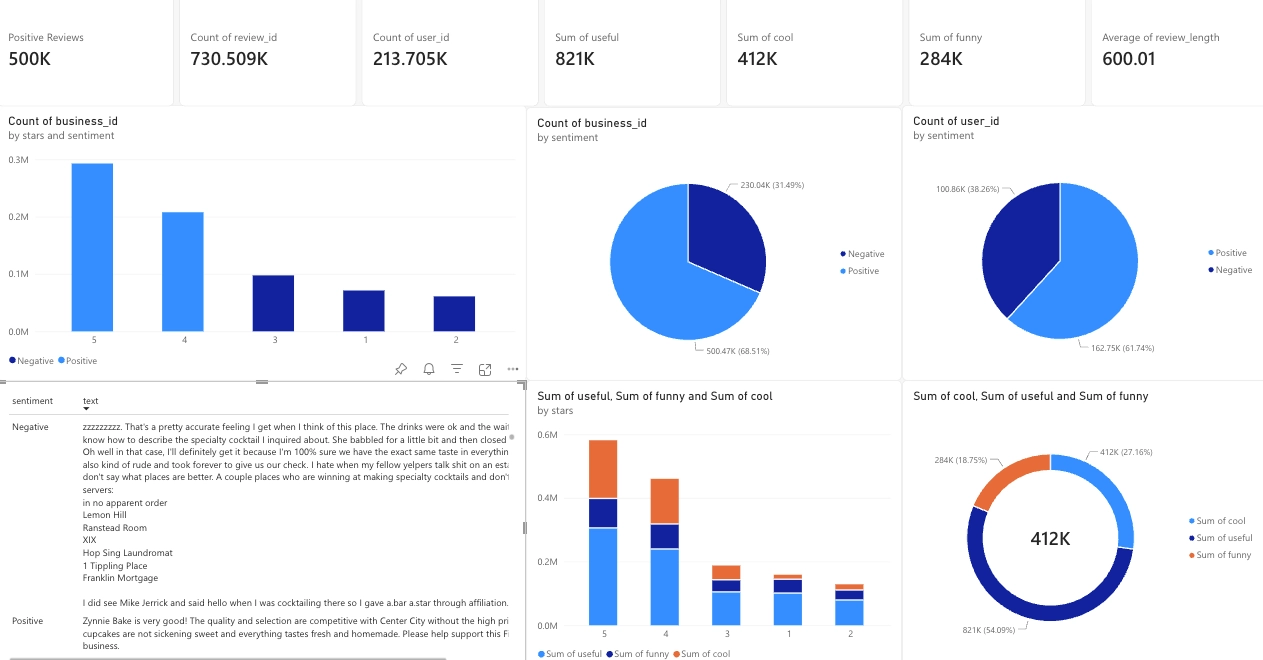 Positive Reviews
500K
Count of review_id
730.509K
Count of user_id
213.705K
Sum of useful
821K
Sum of cool
412K
Sum of funny
284K
Average of review_length
600.01
Count of business_id
by stars and sentiment
0.3M
0.2M
0.1M
0.0M
5
4
3
1
2
Negative
Positive
Count of business_id
by sentiment
230.04K (31.49%)
500.47K (68.51%)
Negative
Positive
Count of user_id
by sentiment
100.86K (38.26%)
162.75K (61.74%)
Positive
Negative
sentiment
text
Negative
zzzzzzzzz. That's a pretty accurate feeling I get when I think of this place. The drinks were ok and the wait
know how to describe the specialty cocktail I inquired about. She babbled for a little bit and then closed
Oh well in that case, I'll definitely get it because I'm 100% sure we have the exact same taste in everythin
also kind of rude and took forever to give us our check. I hate when my fellow yelpers talk shit on an esta
don't say what places are better. A couple places who are winning at making specialty cocktails and don't
servers:
in no apparent order
Lemon Hill
Ranstead Room
XIX
Hop Sing Laundromat
1 Tippling Place
Franklin Mortgage
I did see Mike Jerrick and said hello when I was cocktailing there so I gave a.bar a.star through affiliation.
Positive
Zynnie Bake is very good! The quality and selection are competitive with Center City without the high pri
cupcakes are not sickening sweet and everything tastes fresh and homemade. Please help support this F
business.
Sum of useful, Sum of funny and Sum of cool
by stars
0.6M
0.4M
0.2M
0.0M
5
4
3
1
2
Sum of useful
Sum of funny
Sum of cool
Sum of cool, Sum of useful and Sum of funny
284K (18.75%)
412K (27.16%)
412K
821K (54.09%)
Sum of cool
Sum of useful
Sum of funny